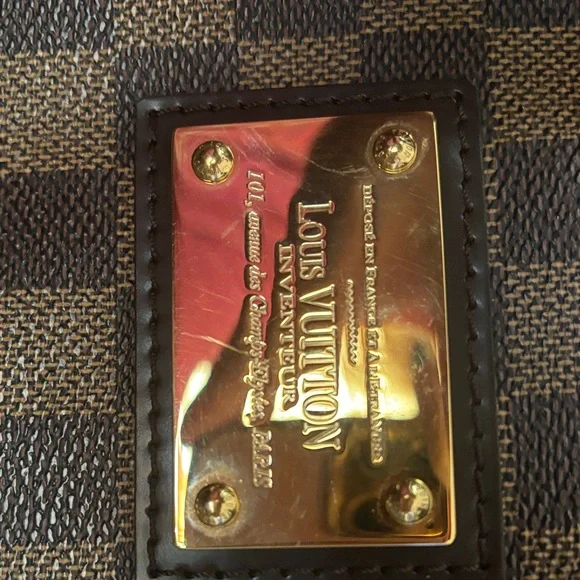 DÉPOSÉ EN FRANCE ET A L'ÉTRANGER
LOUIS VUITTON
INVENTEUR
101, avenue des Champs Elysées, PARIS